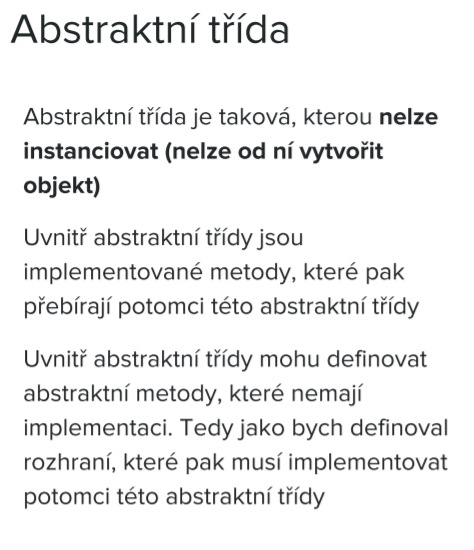 Abstraktní třída
Abstraktní třída je taková, kterou nelze
instanciovat (nelze od ní vytvořit
objekt)
Uvnitř abstraktní třídy jsou
implementované metody, které pak
přebírají potomci této abstraktní třídy
Uvnitř abstraktní třídy mohu definovat
abstraktní metody, které nemají
implementaci. Tedy jako bych definoval
rozhraní, které pak musí implementovat
potomci této abstraktní třídy